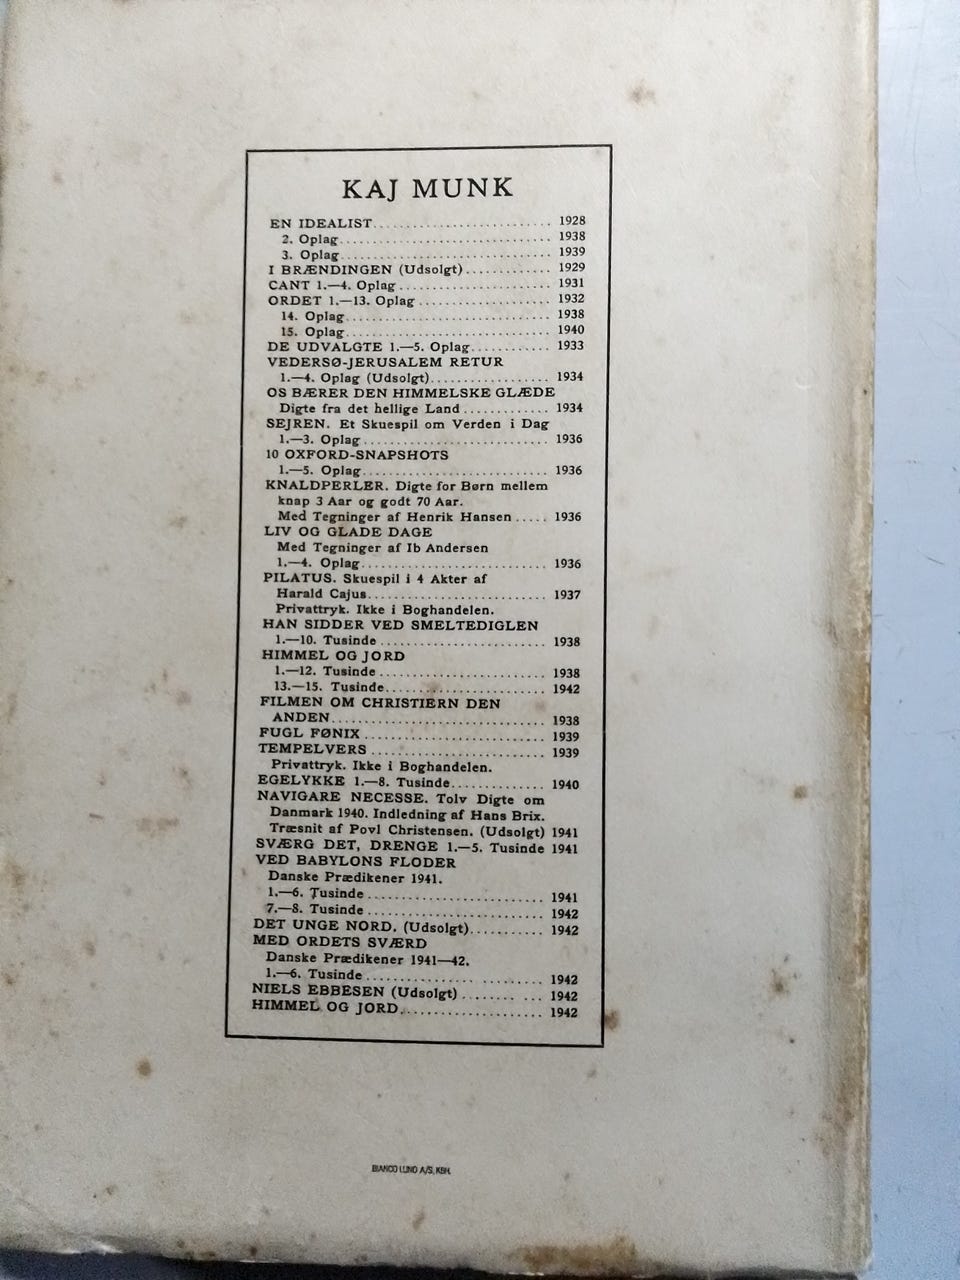 KAJ MUNK
EN IDEALIST........................... 1928
2. Oplag................................ 1938
3. Oplag................................ 1939
I BRÆNDINGEN (Udsolgt)............. 1929
CANT 1.—4. Oplag....................... 1931
ORDET 1.—13. Oplag.................... 1932
14. Oplag............................... 1938
15. Oplag............................... 1940
DE UDVALGTE 1.—5. Oplag............ 1933
VEDERSØ-JERUSALEM RETUR
1.—4. Oplag (Udsolgt).................. 1934
OS BÆRER DEN HIMMELSKE GLÆDE
Digte fra det hellige Land............. 1934
SEJREN. Et Skuespil om Verden i Dag
1.—3. Oplag............................ 1936
10 OXFORD-SNAPSHOTS
1.—5. Oplag............................ 1936
KNALDPERLER. Digte for Børn mellem
knap 3 Aar og godt 70 Aar.
Med Tegninger af Henrik Hansen..... 1936
LIV OG GLADE DAGE
Med Tegninger af Ib Andersen
1.—4. Oplag............................ 1936
PILATUS. Skuespil i 4 Akter af
Harald Cajus........................... 1937
Privattryk. Ikke i Boghandelen.
HAN SIDDER VED SMELTEDIGLEN
1.—10. Tusinde......................... 1938
HIMMEL OG JORD
1.—12. Tusinde......................... 1938
13.—15. Tusinde........................ 1942
FILMEN OM CHRISTIERN DEN
ANDEN................................ 1938
FUGL FØNIX........................... 1939
TEMPELVERS.......................... 1939
Privattryk. Ikke i Boghandelen.
EGELYKKE 1.—8. Tusinde.............. 1940
NAVIGARE NECESSE. Tolv Digte om
Danmark 1940. Indledning af Hans Brix.
Træsnit af Povl Christensen. (Udsolgt) 1941
SVÆRG DET, DRENGE 1.—5. Tusinde 1941
VED BABYLONS FLODER
Danske Prædikener 1941.
1.—6. Tusinde.......................... 1941
7.—8. Tusinde.......................... 1942
DET UNGE NORD. (Udsolgt)........... 1942
MED ORDETS SVÆRD
Danske Prædikener 1941—42.
1.—6. Tusinde.......................... 1942
NIELS EBBESEN (Udsolgt)........ ... 1942
HIMMEL OG JORD..................... 1942
BIANCO LUNO A/S, KBH.